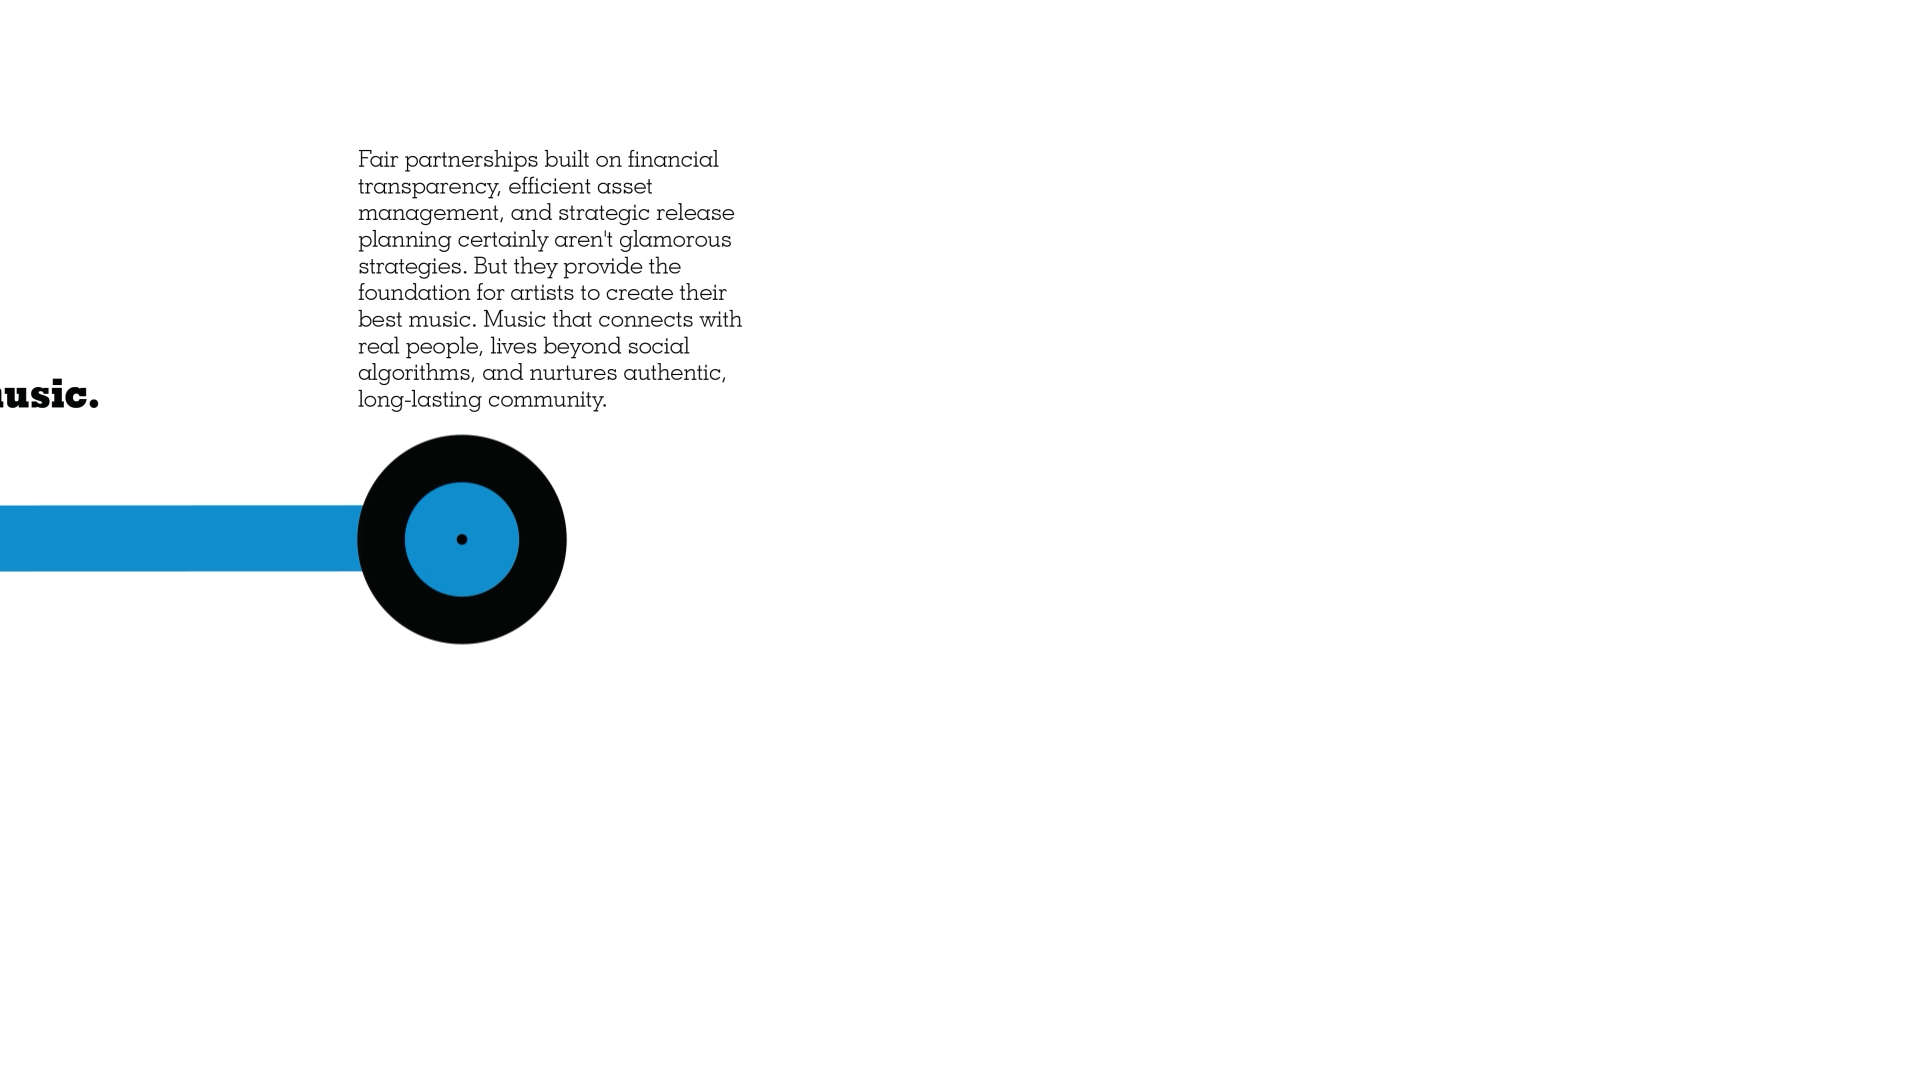 Fair partnerships built on financial
transparency, efficient asset
management, and strategic release
planning certainly aren't glamorous
strategies. But they provide the
foundation for artists to create their
best music. Music that connects with
real people, lives beyond social
algorithms, and nurtures authentic,
long-lasting community.